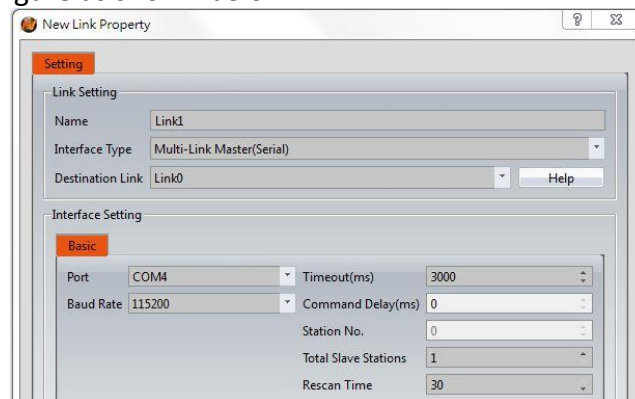 New Link Property
Setting
Link Setting
Name Link1
Interface Type Multi-Link Master(Serial)
Destination Link Link0 Help
Interface Setting
Basic
Port COM4 Timeout(ms) 3000
Baud Rate 115200 Command Delay(ms) 0
Station No. 0
Total Slave Stations 1
Rescan Time 30